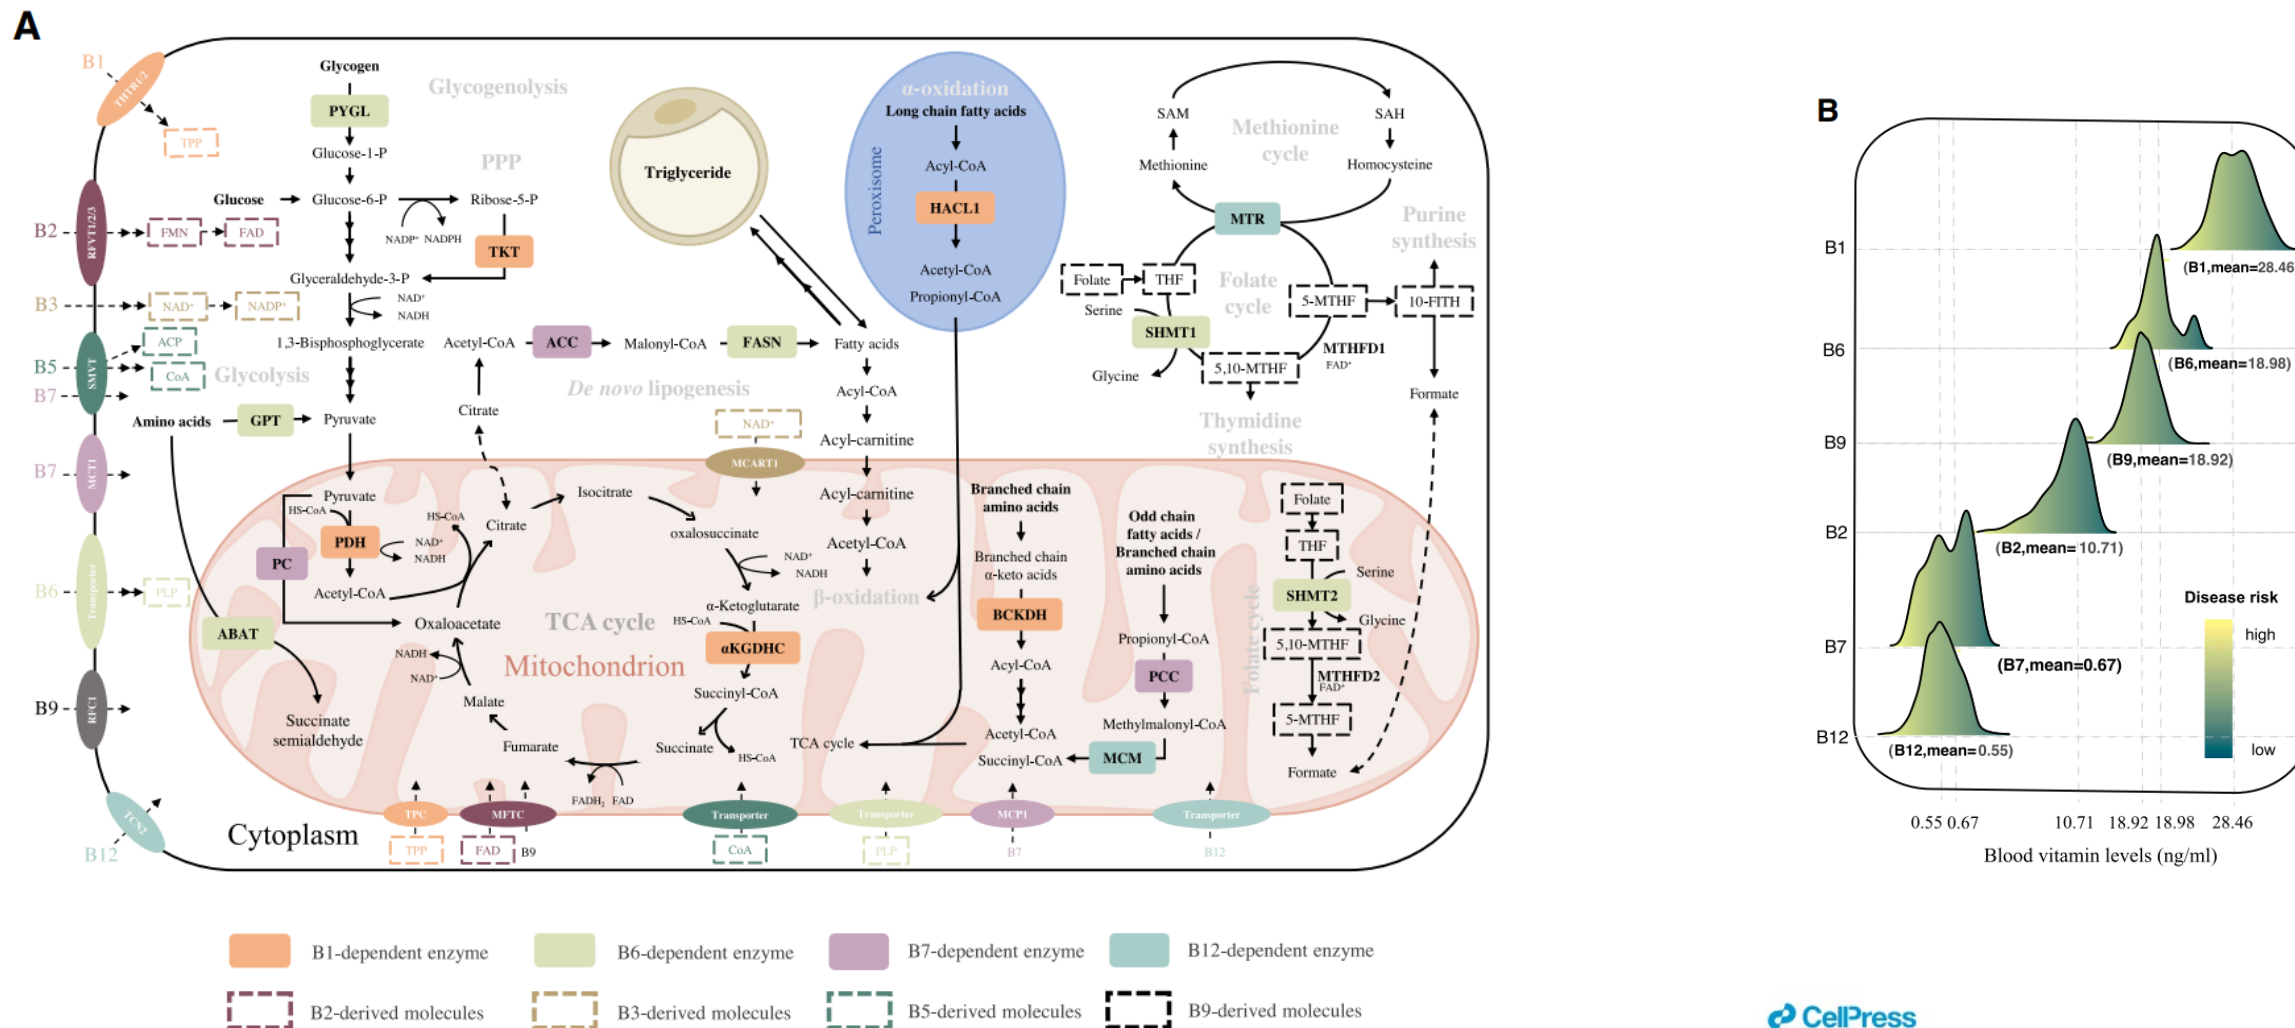 A
B1
THTR1/2
TPP
B2
RFVT1/2/3
FMN
FAD
B3
NAD⁺
NADP⁺
B5
B7
SMVT
ACP
CoA
B7
MCT1
B6
Transporter
PLP
B9
RFC1
B12
TCN2
Glycogen
PYGL
Glucose-1-P
Glucose
Glucose-6-P
Glycogenolysis
PPP
Ribose-5-P
NADP⁺ NADPH
TKT
Glyceraldehyde-3-P
NAD⁺
NADH
1,3-Bisphosphoglycerate
Glycolysis
Amino acids
GPT
Pyruvate
Acetyl-CoA
ACC
Malonyl-CoA
FASN
Fatty acids
De novo lipogenesis
Citrate
Triglyceride
Acyl-CoA
Acyl-carnitine
NAD⁺
MCART1
α-oxidation
Long chain fatty acids
Peroxisome
Acyl-CoA
HACL1
Acetyl-CoA
Propionyl-CoA
SAM
SAH
Methionine
cycle
Methionine
Homocysteine
MTR
Purine
synthesis
Folate
THF
Folate
cycle
5-MTHF
10-FITH
Serine
SHMT1
Glycine
5,10-MTHF
MTHFD1
FAD⁺
Thymidine
synthesis
Formate
Pyruvate
HS-CoA
PDH
NAD⁺
NADH
PC
Acetyl-CoA
HS-CoA
Citrate
Isocitrate
oxalosuccinate
NAD⁺
NADH
α-Ketoglutarate
HS-CoA
αKGDHC
Succinyl-CoA
Succinate
HS-CoA
FADH₂ FAD
Fumarate
Malate
NADH
NAD⁺
Oxaloacetate
TCA cycle
Mitochondrion
ABAT
Succinate
semialdehyde
Acyl-carnitine
Acetyl-CoA
β-oxidation
TCA cycle
Branched chain
amino acids
Branched chain
α-keto acids
BCKDH
Acyl-CoA
Acetyl-CoA
Succinyl-CoA
Odd chain
fatty acids /
Branched chain
amino acids
Propionyl-CoA
PCC
Methylmalonyl-CoA
MCM
Folate cycle
Folate
THF
Serine
SHMT2
Glycine
5,10-MTHF
MTHFD2
FAD⁺
5-MTHF
Formate
Cytoplasm
TPC
TPP
MFTC
FAD
B9
Transporter
CoA
Transporter
PLP
MCP1
B7
Transporter
B12
B1-dependent enzyme
B6-dependent enzyme
B7-dependent enzyme
B12-dependent enzyme
B2-derived molecules
B3-derived molecules
B5-derived molecules
B9-derived molecules
B
B1
(B1,mean=28.46
B6
(B6,mean=18.98)
B9
(B9,mean=18.92)
B2
(B2,mean=10.71)
B7
(B7,mean=0.67)
B12
(B12,mean=0.55)
Disease risk
high
low
0.55 0.67 10.71 18.92 18.98 28.46
Blood vitamin levels (ng/ml)
CellPress